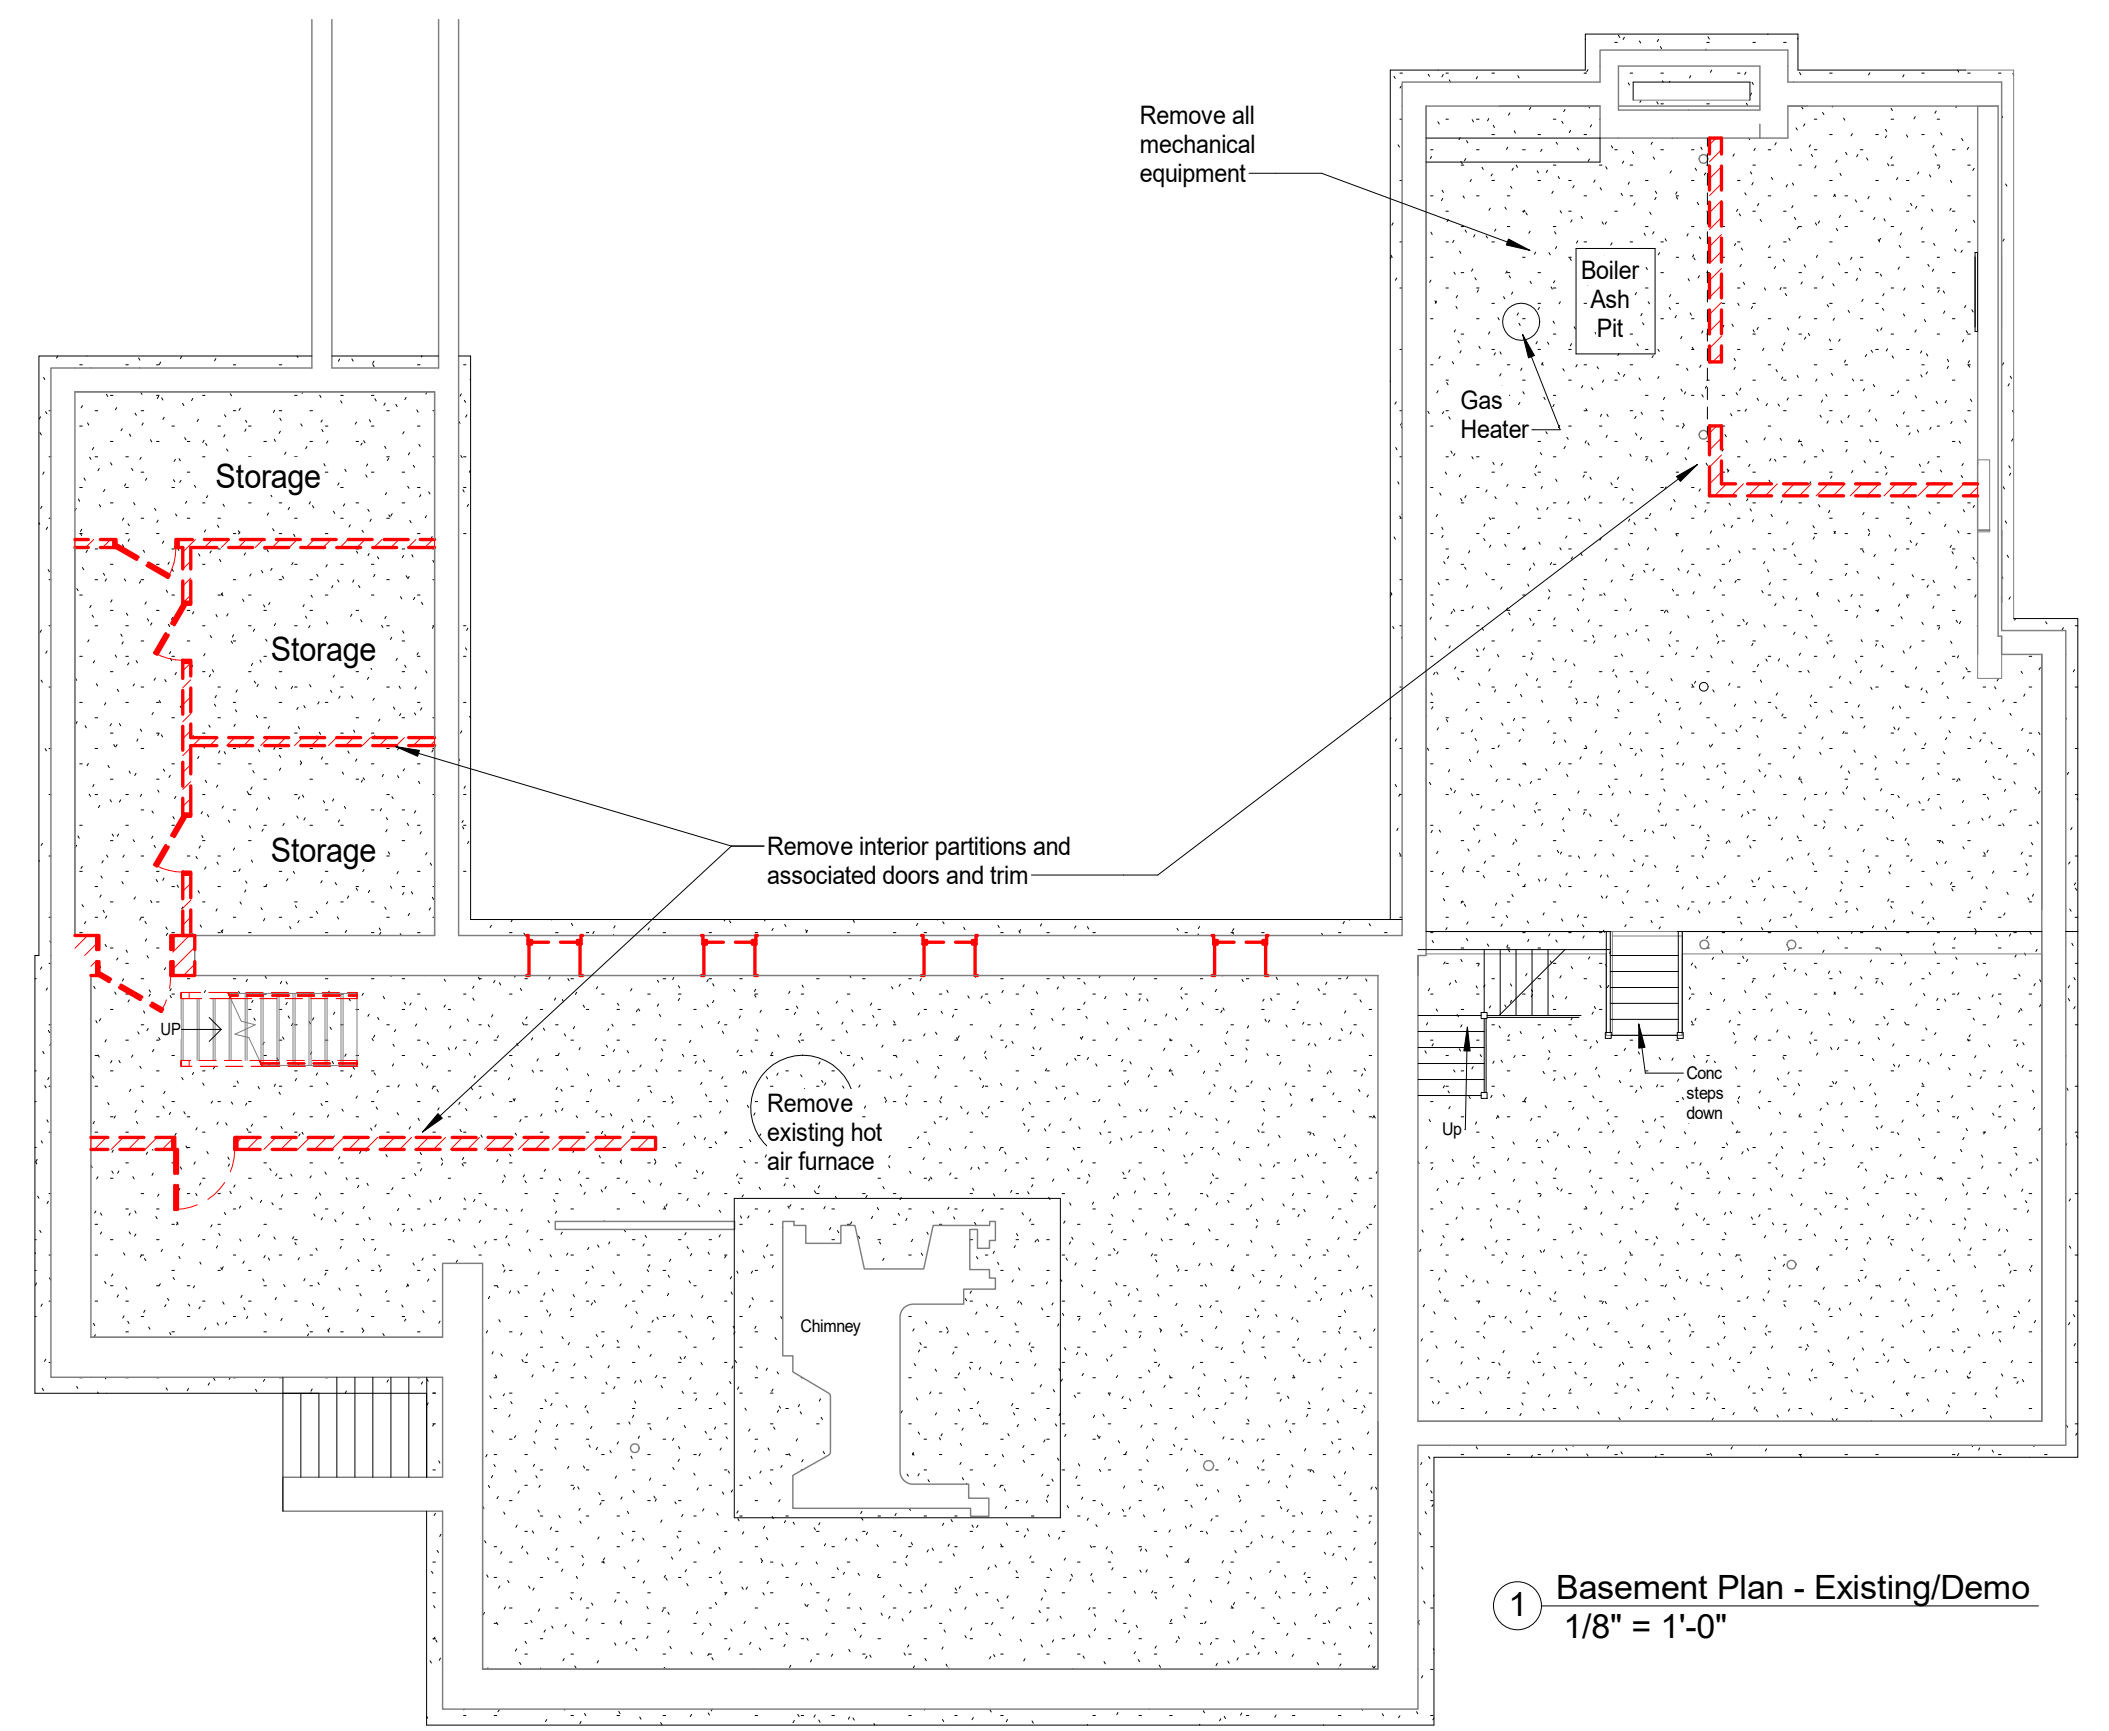 Remove all
mechanical
equipment
Boiler
Ash
Pit
Gas
Heater
Storage
Storage
Storage
Remove interior partitions and
associated doors and trim
UP
Remove
existing hot
air furnace
Conc
steps
down
Up
Chimney
1
Basement Plan - Existing/Demo
1/8" = 1'-0"